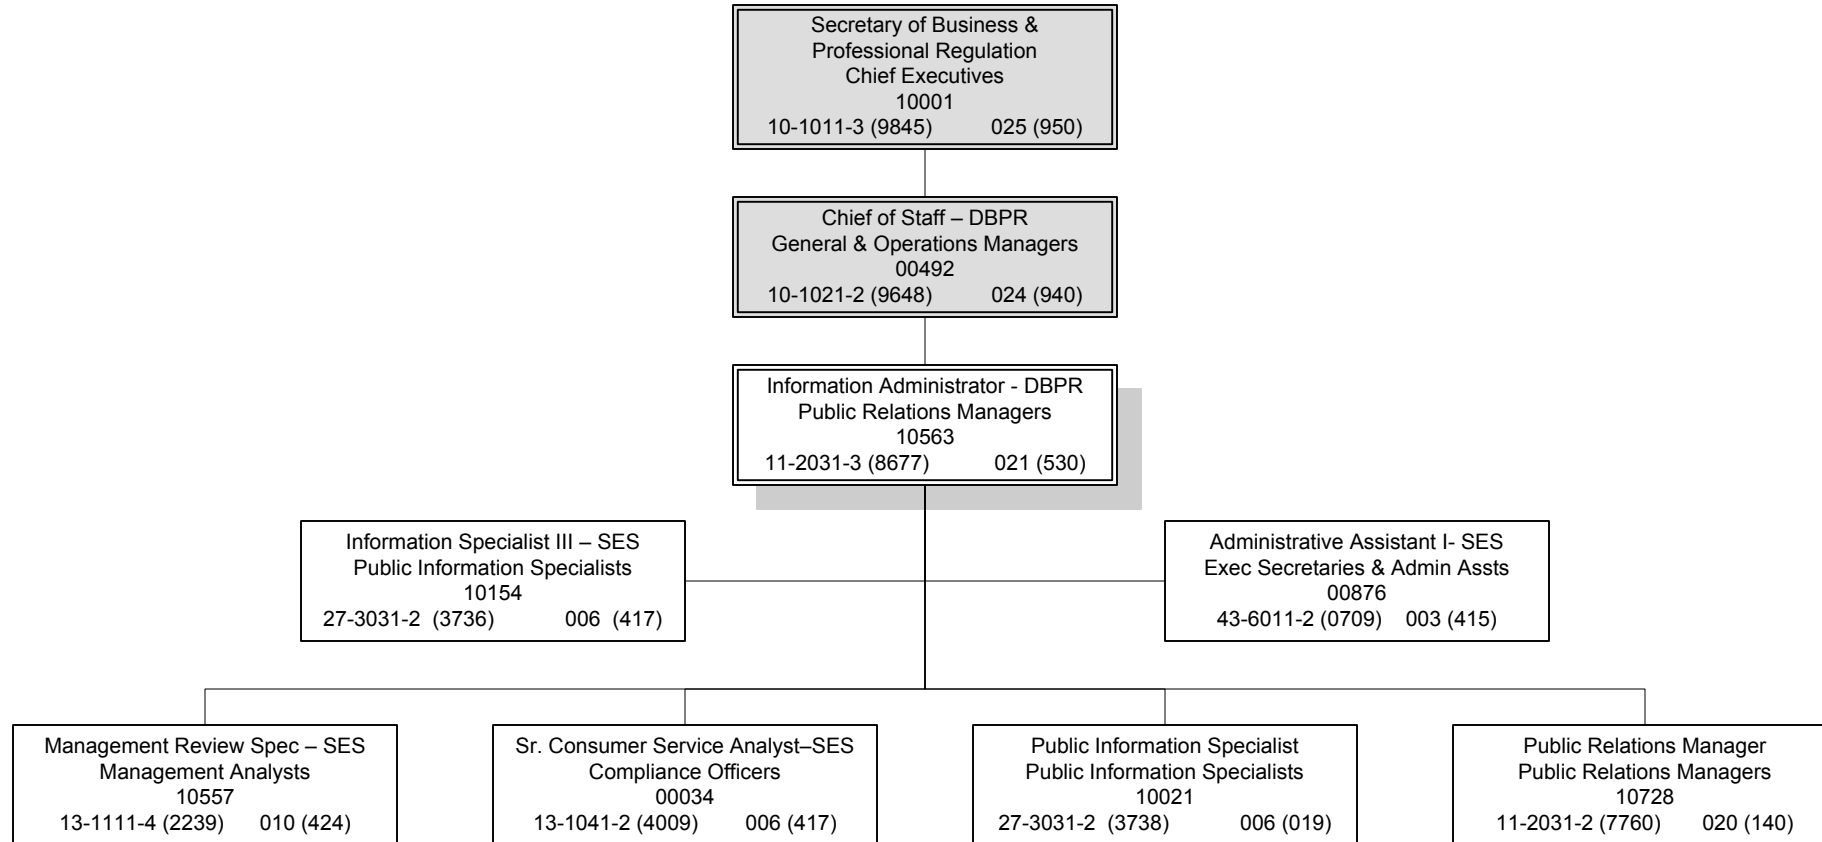 Secretary of Business &
Professional Regulation
Chief Executives
10001
10-1011-3 (9845) 025 (950)
Chief of Staff – DBPR
General & Operations Managers
00492
10-1021-2 (9648) 024 (940)
Information Administrator - DBPR
Public Relations Managers
10563
11-2031-3 (8677) 021 (530)
Information Specialist III – SES
Public Information Specialists
10154
27-3031-2 (3736) 006 (417)
Administrative Assistant I- SES
Exec Secretaries & Admin Assts
00876
43-6011-2 (0709) 003 (415)
Management Review Spec – SES
Management Analysts
10557
13-1111-4 (2239) 010 (424)
Sr. Consumer Service Analyst–SES
Compliance Officers
00034
13-1041-2 (4009) 006 (417)
Public Information Specialist
Public Information Specialists
10021
27-3031-2 (3738) 006 (019)
Public Relations Manager
Public Relations Managers
10728
11-2031-2 (7760) 020 (140)